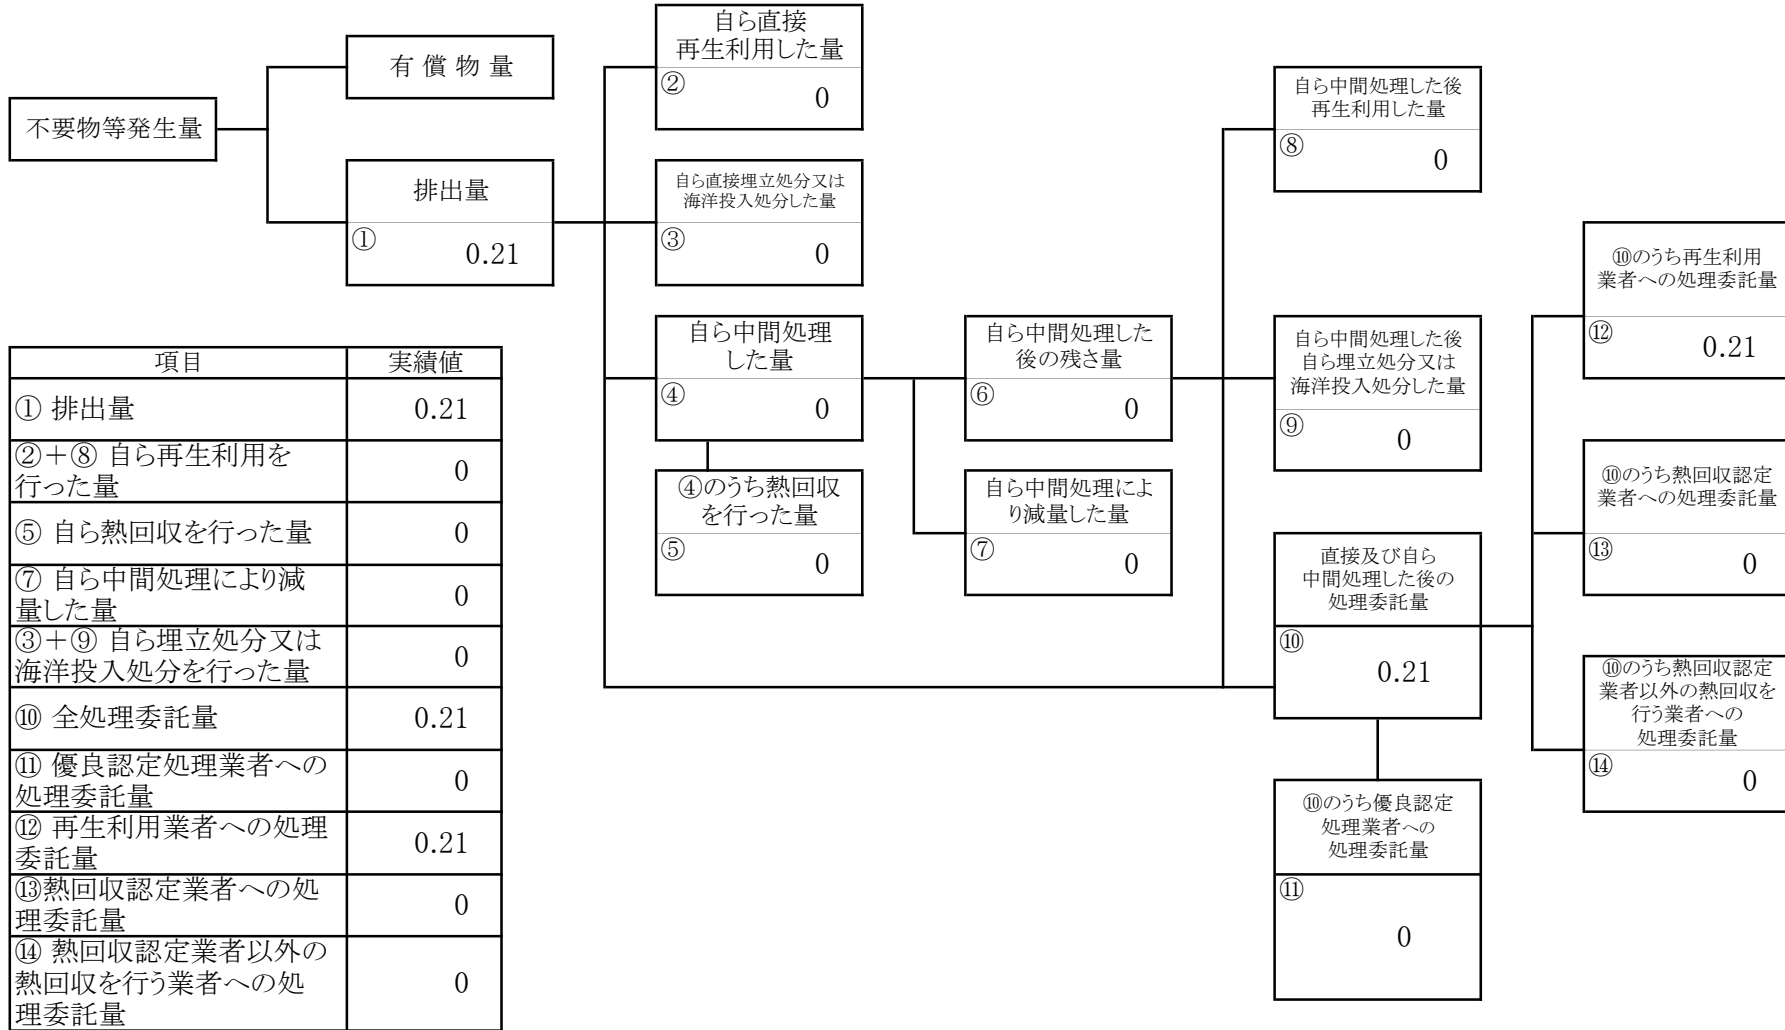 不要物等発生量
有 償 物 量
排出量
①
0.21
自ら直接
再生利用した量
②
0
自ら直接埋立処分又は
海洋投入処分した量
③
0
自ら中間処理
した量
④
0
④のうち熱回収
を行った量
⑤
0
自ら中間処理した
後の残さ量
⑥
0
自ら中間処理によ
り減量した量
⑦
0
自ら中間処理した後
再生利用した量
⑧
0
自ら中間処理した後
自ら埋立処分又は
海洋投入処分した量
⑨
0
直接及び自ら
中間処理した後の
処理委託量
⑩
0.21
⑩のうち優良認定
処理業者への
処理委託量
⑪
0
⑩のうち再生利用
業者への処理委託量
⑫
0.21
⑩のうち熱回収認定
業者への処理委託量
⑬
0
⑩のうち熱回収認定
業者以外の熱回収を
行う業者への
処理委託量
⑭
0
項目 実績値
① 排出量 0.21
②+⑧ 自ら再生利用を
行った量 0
⑤ 自ら熱回収を行った量 0
⑦ 自ら中間処理により減
量した量 0
③+⑨ 自ら埋立処分又は
海洋投入処分を行った量 0
⑩ 全処理委託量 0.21
⑪ 優良認定処理業者への
処理委託量 0
⑫ 再生利用業者への処理
委託量 0.21
⑬熱回収認定業者への処
理委託量 0
⑭ 熱回収認定業者以外の
熱回収を行う業者への処
理委託量 0